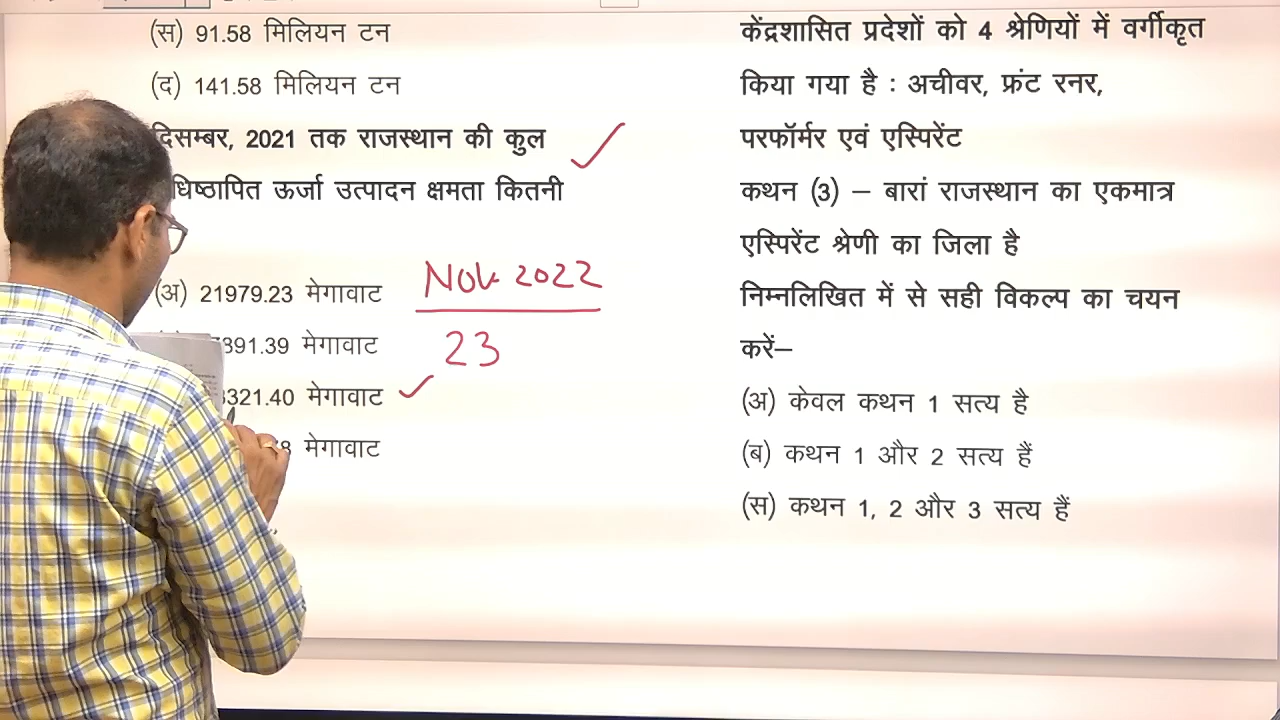 (स) 91.58 मिलियन टन
(द) 141.58 मिलियन टन
दिसम्बर, 2021 तक राजस्थान की कुल
ऊर्जा उत्पादन क्षमता कितनी
(अ) 21979.23 मेगावाट
391.39 मेगावाट
321.40 मेगावाट
मेगावाट
Nov. 2022
23
केंद्रशासित प्रदेशों को 4 श्रेणियों में वर्गीकृत
किया गया है : अचीवर, फ्रंट रनर,
परफॉर्मर एवं एस्पिरेंट
कथन (3) – बारां राजस्थान का एकमात्र
एस्पिरेंट श्रेणी का जिला है
निम्नलिखित में से सही विकल्प का चयन
करें–
(अ) केवल कथन 1 सत्य है
(ब) कथन 1 और 2 सत्य हैं
(स) कथन 1, 2 और 3 सत्य हैं